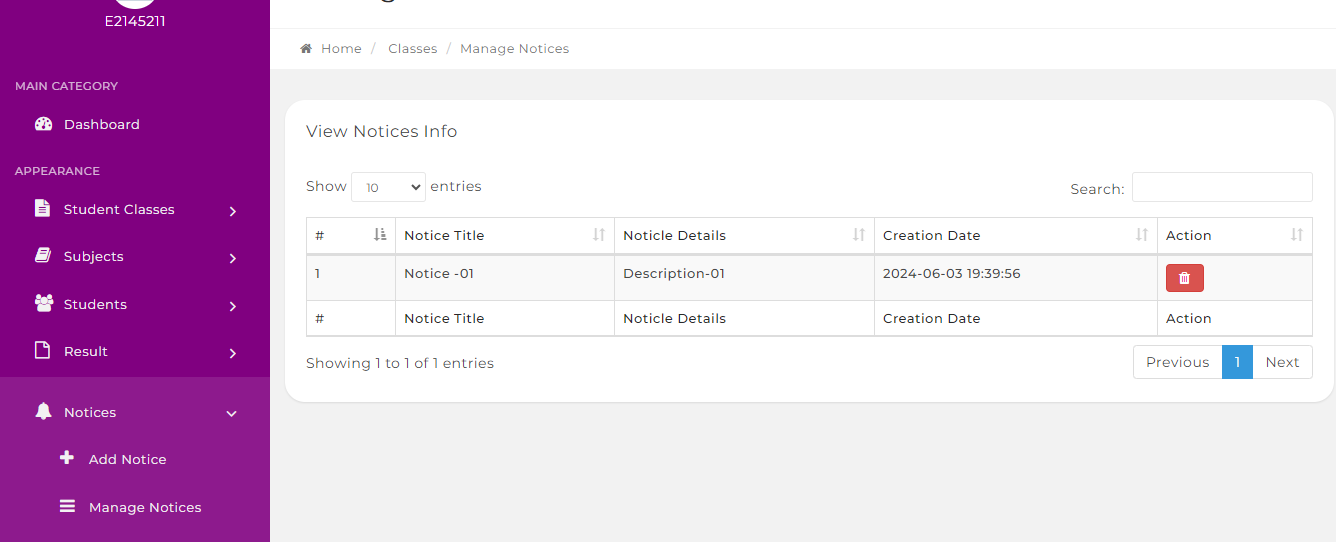 E2145211
MAIN CATEGORY
Dashboard
APPEARANCE
Student Classes
Subjects
Students
Result
Notices
Add Notice
Manage Notices
Home / Classes / Manage Notices
View Notices Info
Show 10 entries
Search:
# Notice Title Noticle Details Creation Date Action
1 Notice -01 Description-01 2024-06-03 19:39:56
# Notice Title Noticle Details Creation Date Action
Showing 1 to 1 of 1 entries
Previous 1 Next